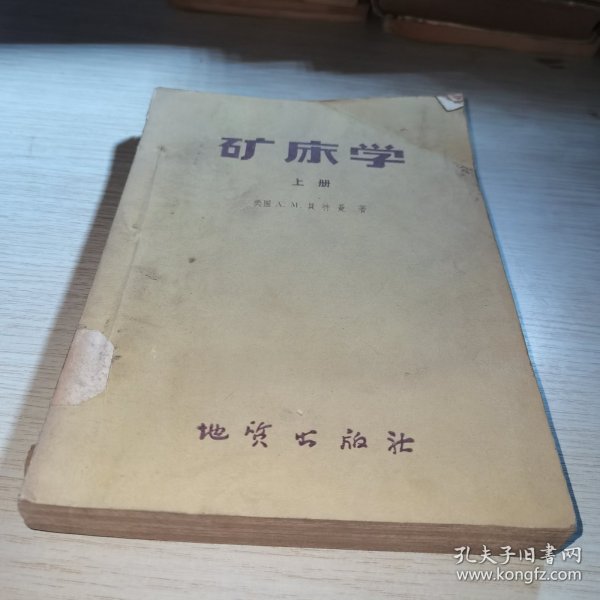 矿床学
上册
美国 A. M. 贝特曼 著
地质出版社
孔夫子旧书网
www.kongfz.com